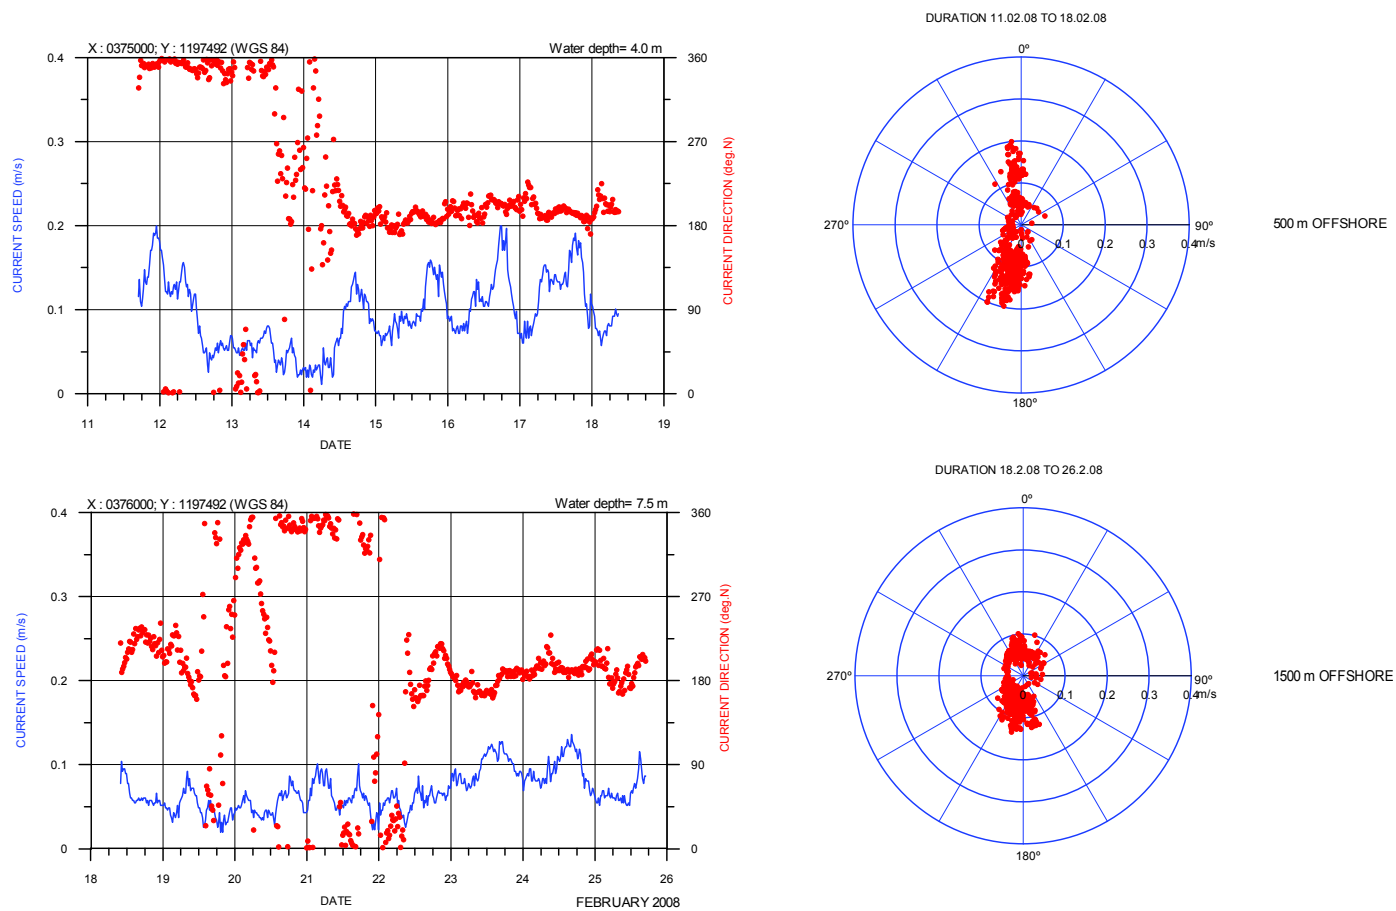 DURATION 11.02.08 TO 18.02.08
X : 0375000; Y : 1197492 (WGS 84) Water depth= 4.0 m
0.4 360
0.3 270
0.2 180
0.1 90
0 0
CURRENT SPEED (m/s)
CURRENT DIRECTION (deg.N)
11 12 13 14 15 16 17 18 19
DATE
0º
270º
90º
180º
0 0.1 0.2 0.3 0.4 m/s
500 m OFFSHORE
DURATION 18.2.08 TO 26.2.08
X : 0376000; Y : 1197492 (WGS 84) Water depth= 7.5 m
0.4 360
0.3 270
0.2 180
0.1 90
0 0
CURRENT SPEED (m/s)
CURRENT DIRECTION (deg.N)
18 19 20 21 22 23 24 25 26
DATE
FEBRUARY 2008
0º
270º
90º
180º
0 0.1 0.2 0.3 0.4 m/s
1500 m OFFSHORE